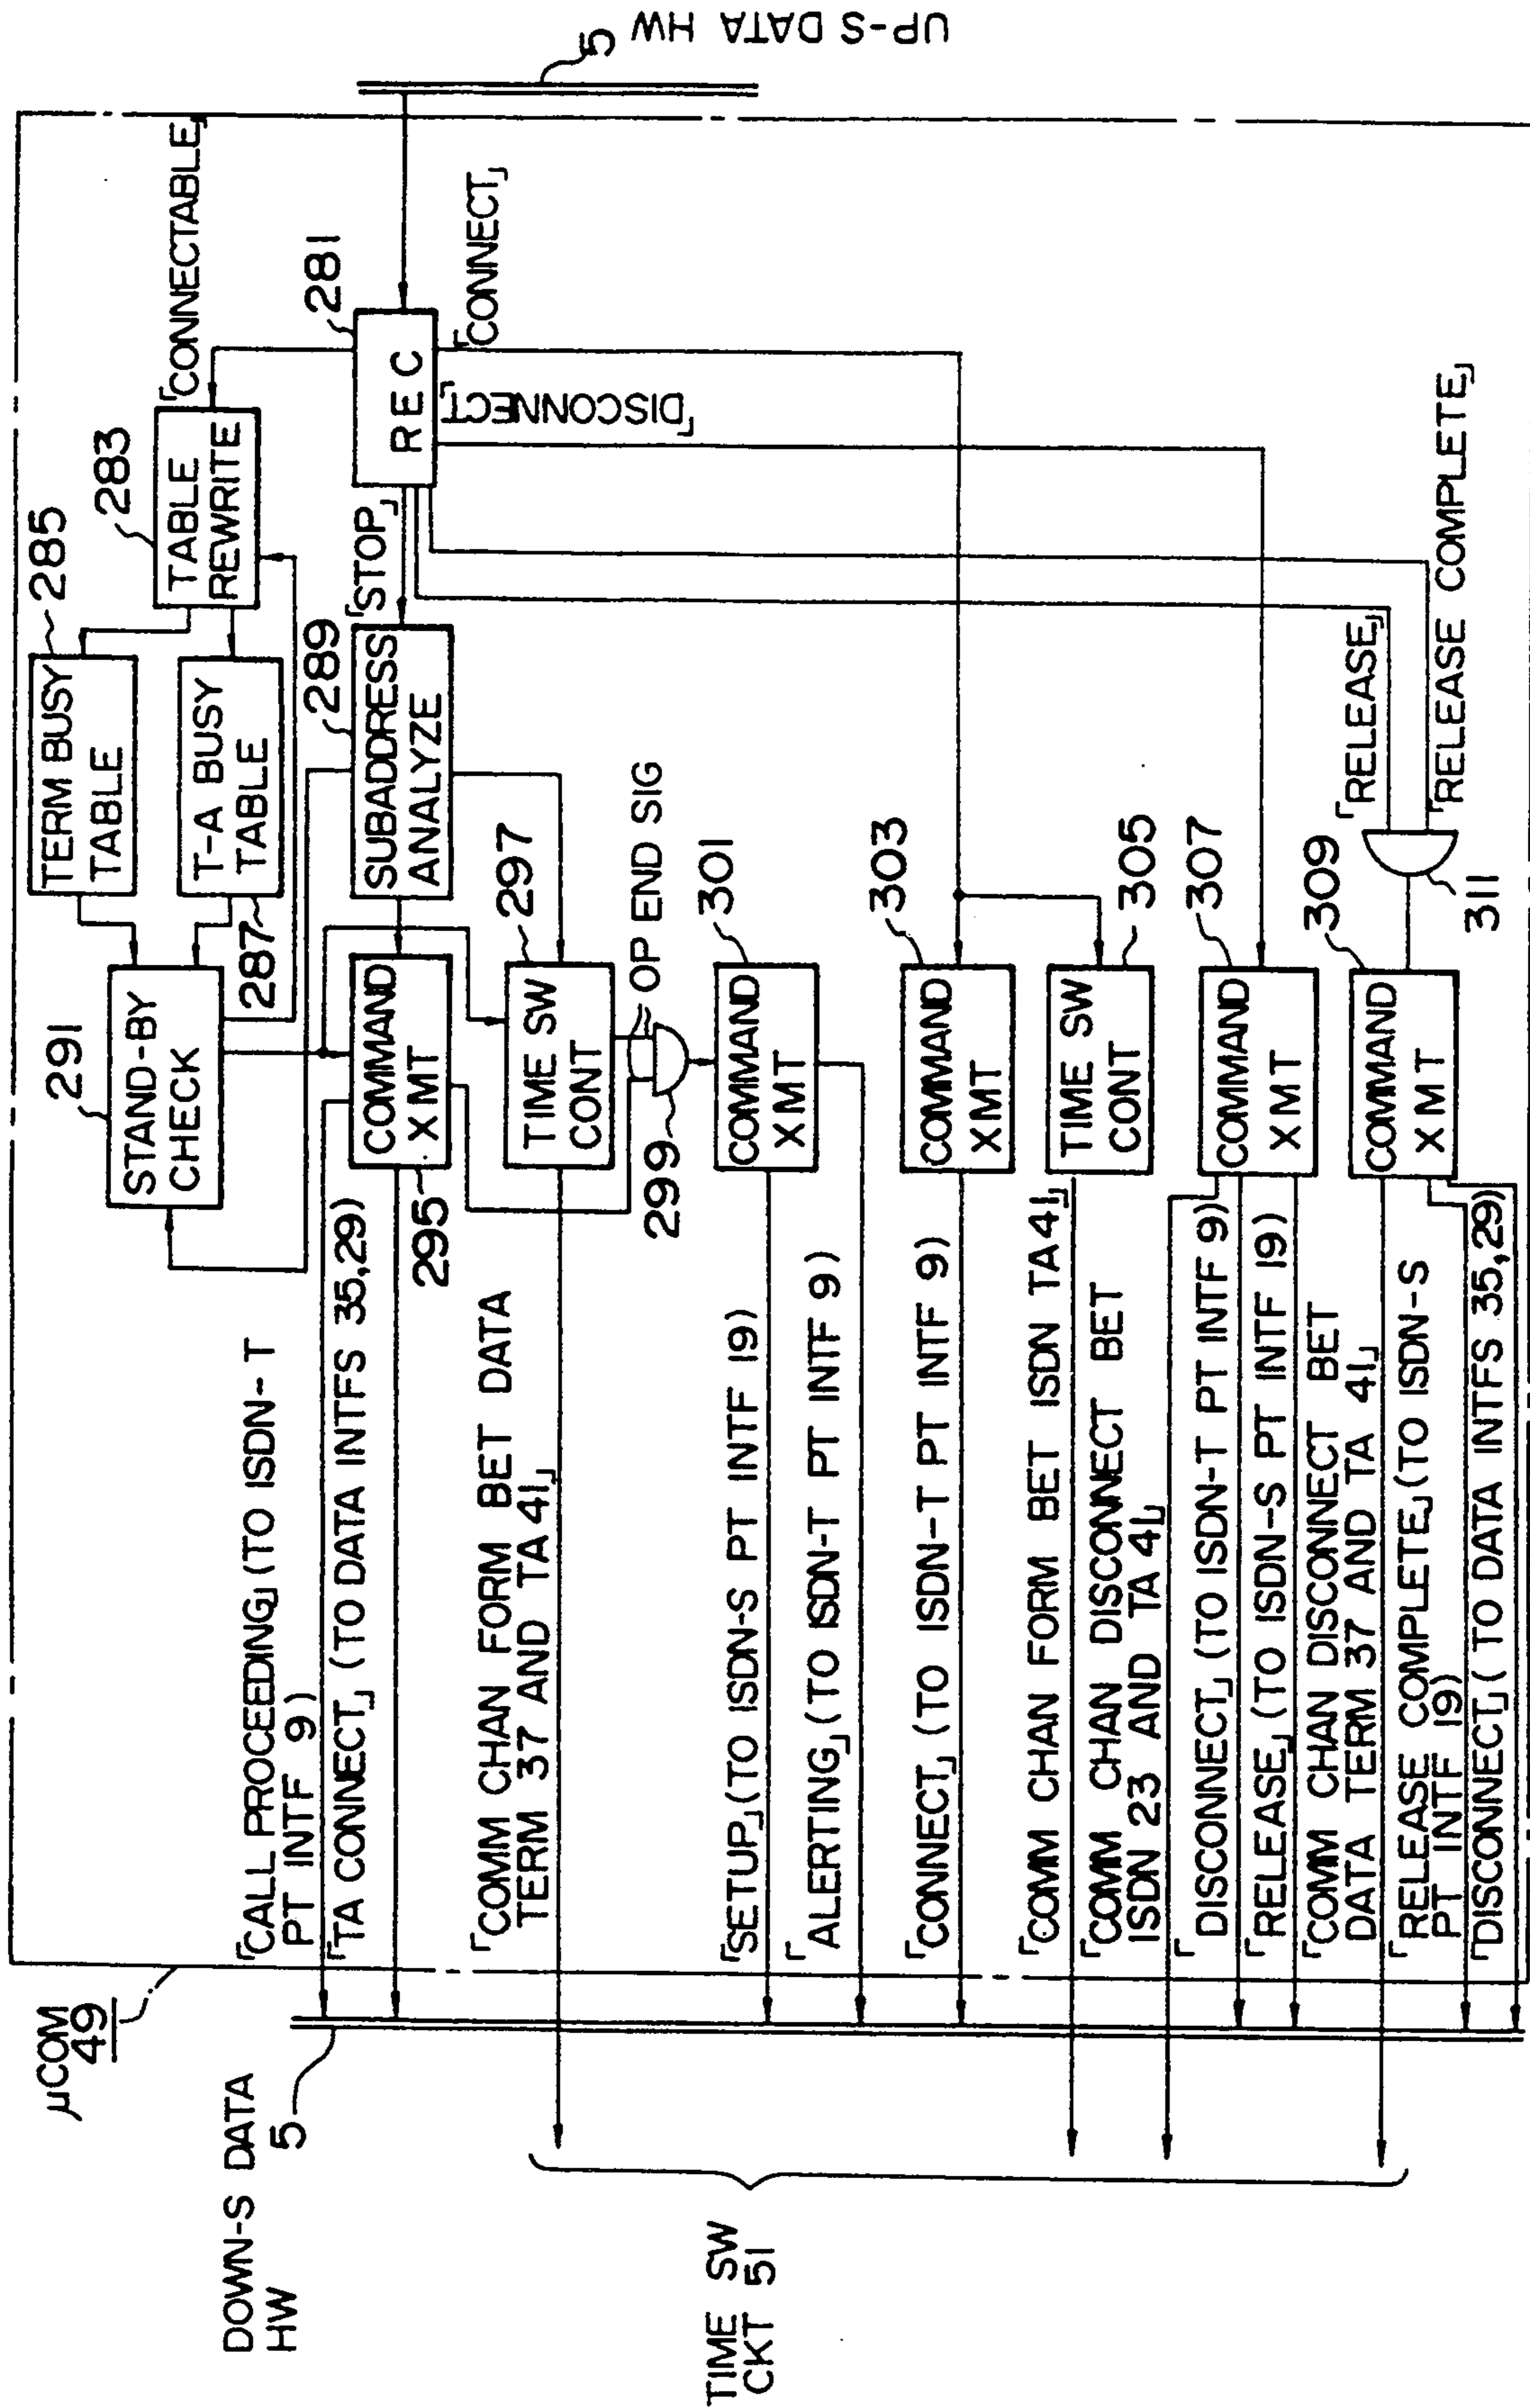 μCOM
49
DOWN-S DATA
HW
5
TIME SW
CKT 51
「CALL PROCEEDING」(TO ISDN-T
PT INTF 9)
「TA CONNECT」(TO DATA INTFS 35,29)
「COMM CHAN FORM BET DATA
TERM 37 AND TA 41」
「SETUP」(TO ISDN-S PT INTF 19)
「ALERTING」(TO ISDN-T PT INTF 9)
「CONNECT」(TO ISDN-T PT INTF 9)
「COMM CHAN FORM BET ISDN TA41」
「COMM CHAN DISCONNECT BET
ISDN 23 AND TA 41」
「DISCONNECT」(TO ISDN-T PT INTF 9)
「RELEASE」(TO ISDN-S PT INTF 19)
「COMM CHAN DISCONNECT BET
DATA TERM 37 AND TA 41」
「RELEASE COMPLETE」(TO ISDN-S
PT INTF 19)
「DISCONNECT」(TO DATA INTFS 35,29)
291
STAND-BY
CHECK
295
COMMAND
XMT
297
TIME SW
CONT
OP END SIG
299
301
COMMAND
XMT
303
COMMAND
XMT
305
TIME SW
CONT
307
COMMAND
XMT
309
COMMAND
XMT
311
285
TERM BUSY
TABLE
287
T-A BUSY
TABLE
289
SUBADDRESS
ANALYZE
283
TABLE
REWRITE
281
REC
「STOP」
「CONNECTABLE」
「CONNECT」
「DISCONNECT」
「RELEASE」
「RELEASE COMPLETE」
5
UP-S DATA HW